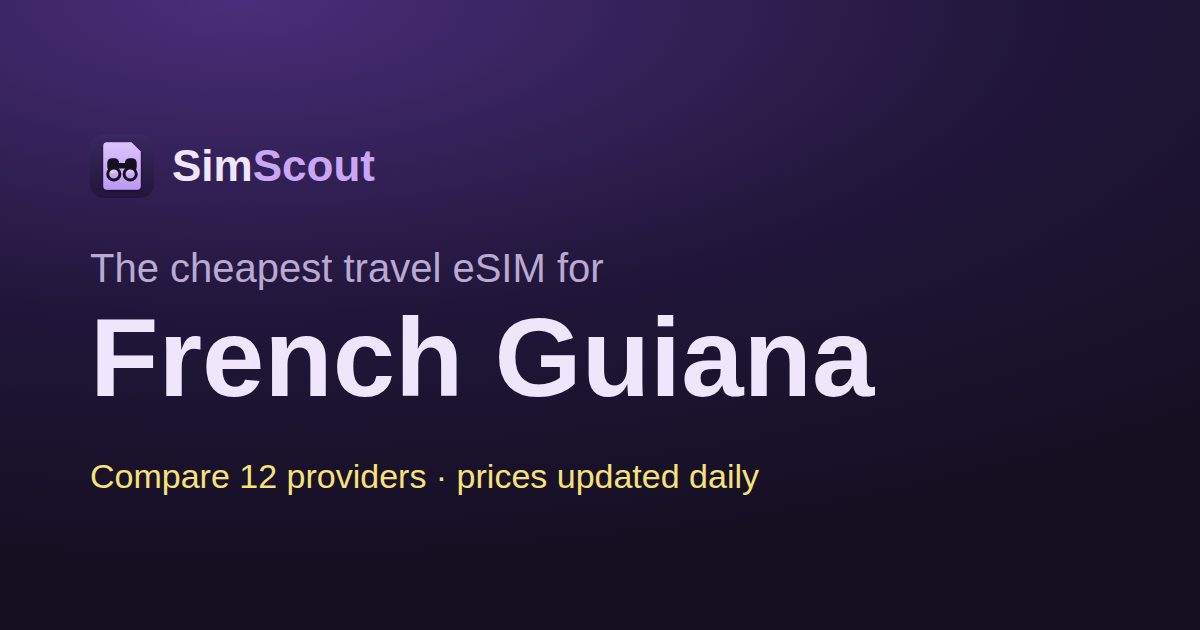 SimScout
The cheapest travel eSIM for
French Guiana
Compare 12 providers · prices updated daily